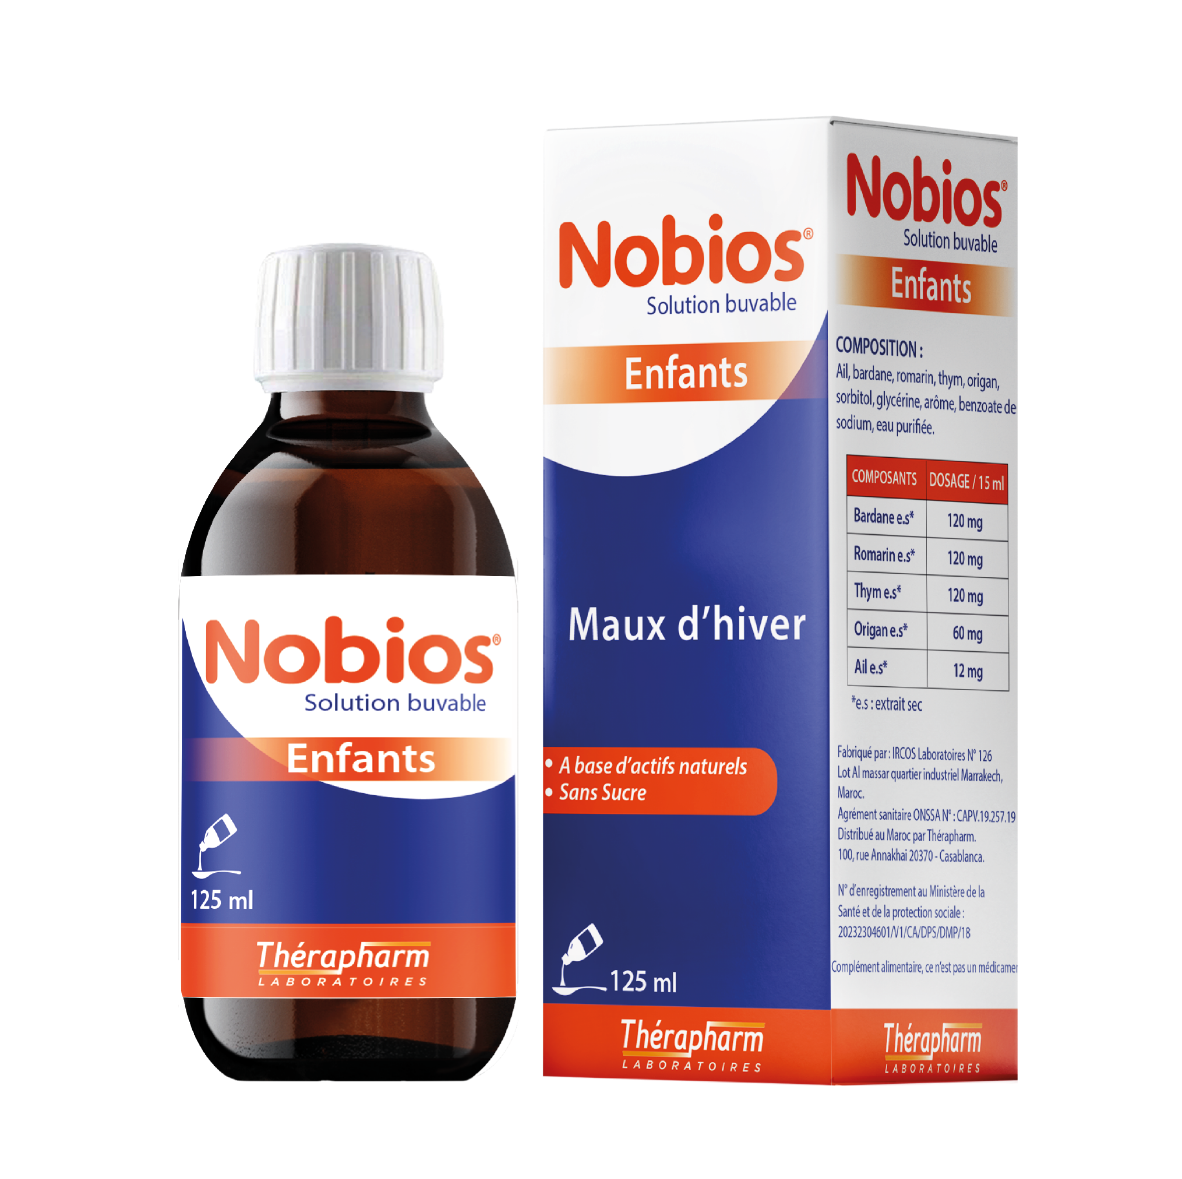 Nobios®
Solution buvable
Enfants
125 ml
Thérapharm
LABORATOIRES
Nobios®
Solution buvable
Enfants
Maux d'hiver
• A base d'actifs naturels
• Sans Sucre
125 ml
Thérapharm
LABORATOIRES
Nobios®
Solution buvable
Enfants
COMPOSITION :
Ail, bardane, romarin, thym, origan,
sorbitol, glycérine, arôme, benzoate de
sodium, eau purifiée.
COMPOSANTS DOSAGE / 15 ml
Bardane e.s* 120 mg
Romarin e.s* 120 mg
Thym e.s* 120 mg
Origan e.s* 60 mg
Ail e.s* 12 mg
*e.s : extrait sec
Fabriqué par : IRCOS Laboratoires N° 126
Lot Al massar quartier industriel Marrakech,
Maroc.
Agrément sanitaire ONSSA N° : CAPV.19.257.19
Distribué au Maroc par Thérapharm.
100, rue Annakhai 20370 - Casablanca.
N° d'enregistrement au Ministère de la
Santé et de la protection sociale :
20232304601/V1/CA/DPS/DMP/18
Complément alimentaire, ce n'est pas un médicamen
Thérapharm
LABORATOIRES